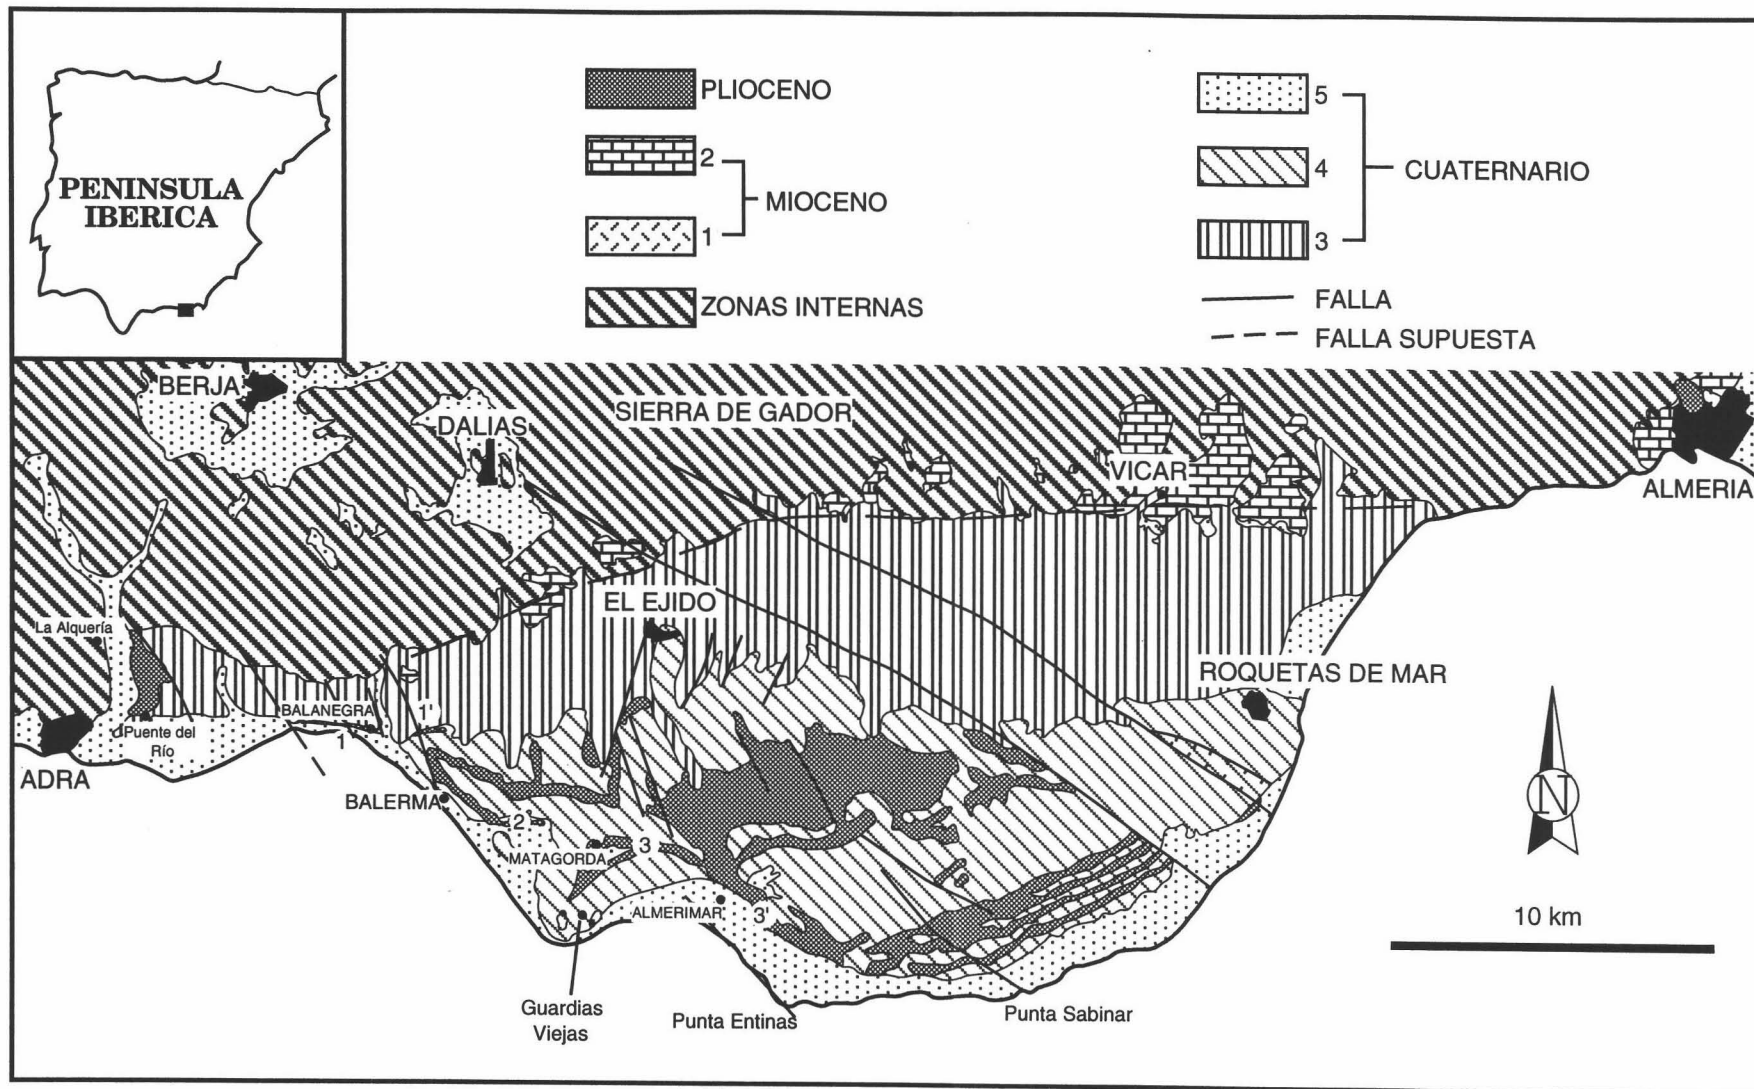 PENINSULA
IBERICA
PLIOCENO
2
MIOCENO
1
ZONAS INTERNAS
5
4
CUATERNARIO
3
FALLA
FALLA SUPUESTA
BERJA
DALIAS
SIERRA DE GADOR
VICAR
ALMERIA
EL EJIDO
La Alquería
ROQUETAS DE MAR
BALANEGRA
1'
1
Puente del
Río
ADRA
BALERMA
2
MATAGORDA
3
ALMERIMAR
3'
N
10 km
Guardias
Viejas
Punta Entinas
Punta Sabinar